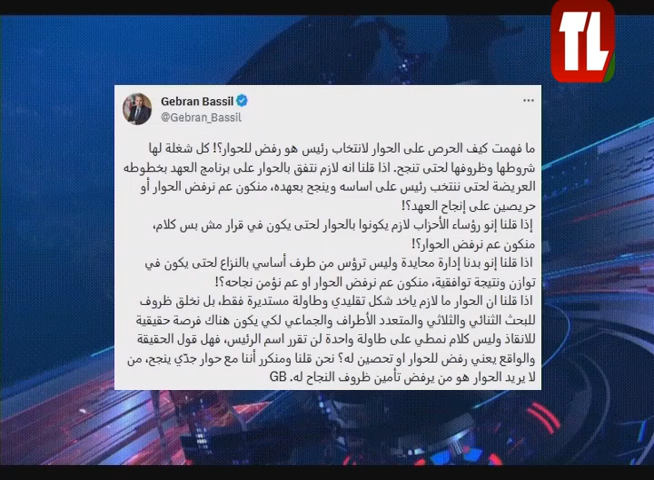 TL
Gebran Bassil
@Gebran_Bassil
ما فهمت كيف الحرص على الحوار لانتخاب رئيس هو رفض للحوار؟! كل شغلة لها
شروطها وظروفها لحتى تنجح. اذا قلنا انه لازم نتفق بالحوار على برنامج العهد بخطوطه
العريضة لحتى ننتخب رئيس على اساسه وينجح بعهده، منكون عم نرفض الحوار أو
حريصين على إنجاح العهد؟!
إذا قلنا إنو رؤساء الأحزاب لازم يكونوا بالحوار لحتى يكون في قرار مش بس كلام،
منكون عم نرفض الحوار؟!
اذا قلنا إنو بدنا إدارة محايدة وليس ترؤس من طرف أساسي بالنزاع لحتى يكون في
توازن ونتيجة توافقية، منكون عم نرفض الحوار او عم نؤمن نجاحه؟!
اذا قلنا ان الحوار ما لازم ياخد شكل تقليدي وطاولة مستديرة فقط، بل نخلق ظروف
للبحث الثنائي والثلاثي والمتعدد الأطراف والجماعي لكي يكون هناك فرصة حقيقية
للانقاذ وليس كلام نمطي على طاولة واحدة لن تقرر اسم الرئيس، فهل قول الحقيقة
والواقع يعني رفض للحوار او تحصين له؟ نحن قلنا ومنكرر أننا مع حوار جدّي ينجح، من
لا يريد الحوار هو من يرفض تأمين ظروف النجاح له. GB